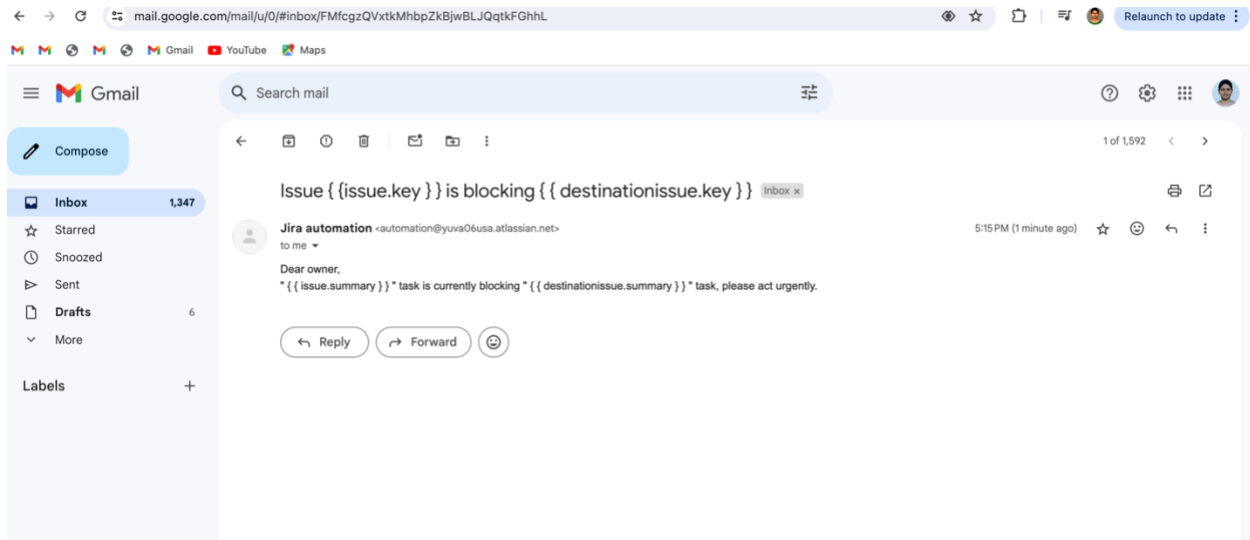 mail.google.com/mail/u/0/#inbox/FMfcgzQVxtkMhbpZkBjwBLJQqtkFGhhL
Relaunch to update
Gmail YouTube Maps
Gmail
Search mail
Compose
1 of 1,592
Issue { {issue.key } } is blocking { { destinationissue.key } } Inbox x
Inbox 1,347
Jira automation <automation@yuva06usa.atlassian.net> 5:15 PM (1 minute ago)
Starred
to me
Snoozed
Dear owner,
Sent
" { { issue.summary } } " task is currently blocking " { { destinationissue.summary } } " task, please act urgently.
Drafts 6
More
Reply Forward
Labels +